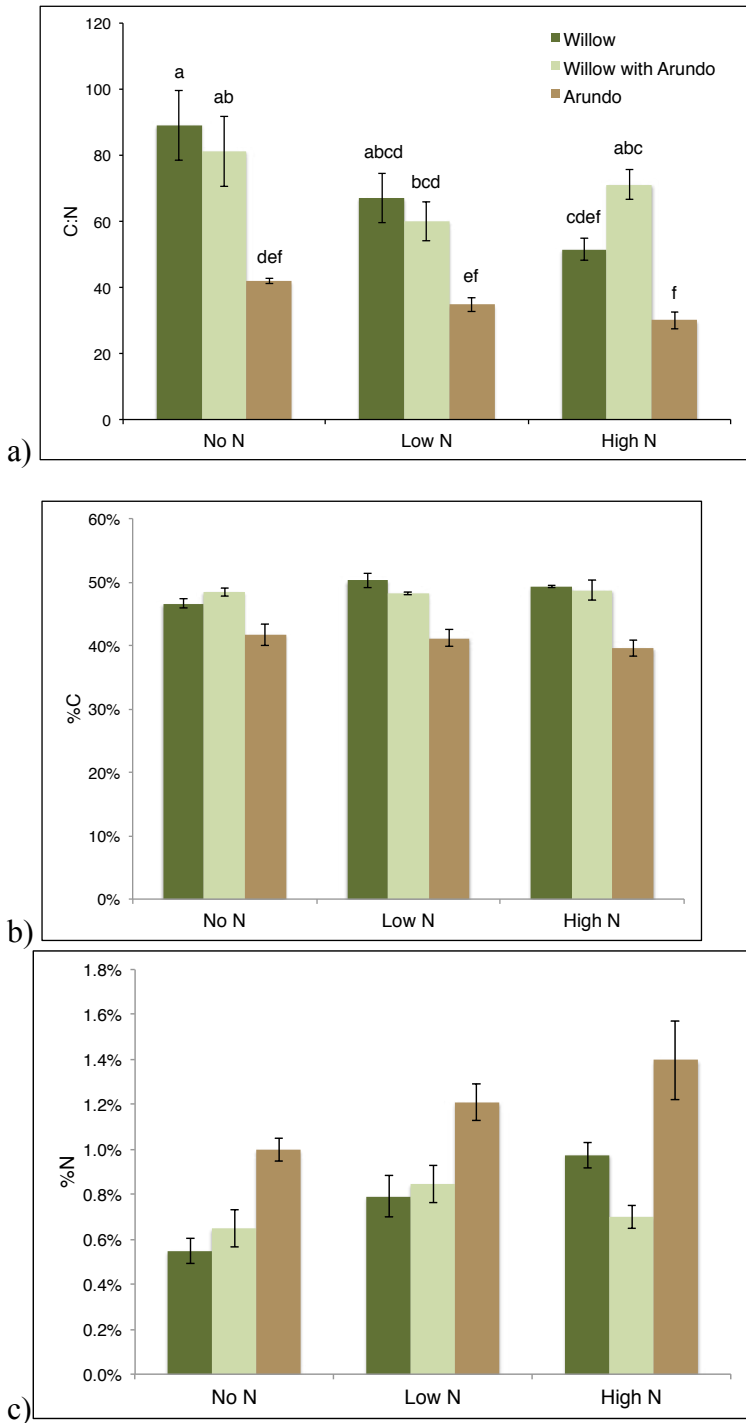 120
100
80
60
40
20
0
C:N
Willow
Willow with Arundo
Arundo
a
ab
def
abcd
bcd
ef
cdef
abc
f
No N
Low N
High N
a)
60%
50%
40%
30%
20%
10%
0%
%C
No N
Low N
High N
b)
1.8%
1.6%
1.4%
1.2%
1.0%
0.8%
0.6%
0.4%
0.2%
0.0%
%N
No N
Low N
High N
c)